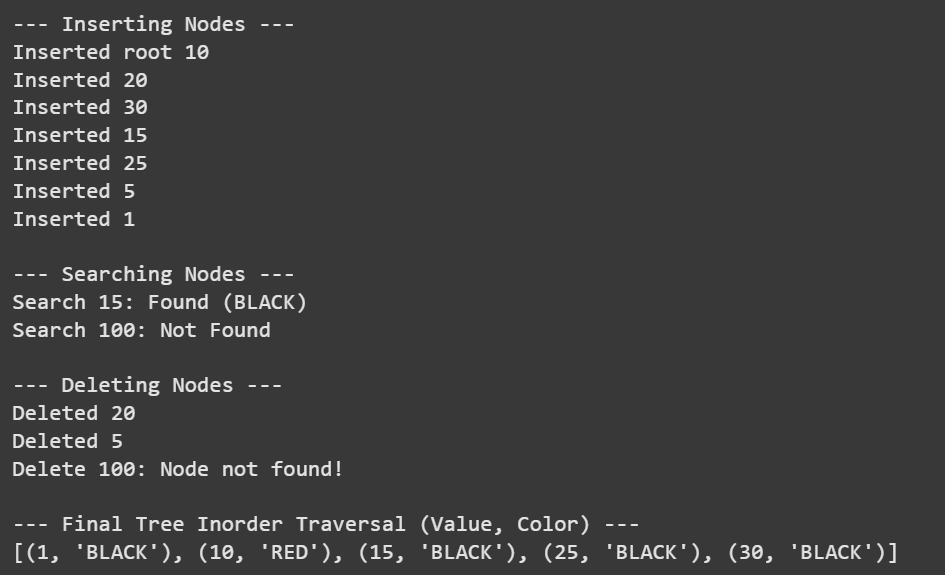 --- Inserting Nodes ---
Inserted root 10
Inserted 20
Inserted 30
Inserted 15
Inserted 25
Inserted 5
Inserted 1
--- Searching Nodes ---
Search 15: Found (BLACK)
Search 100: Not Found
--- Deleting Nodes ---
Deleted 20
Deleted 5
Delete 100: Node not found!
--- Final Tree Inorder Traversal (Value, Color) ---
[(1, 'BLACK'), (10, 'RED'), (15, 'BLACK'), (25, 'BLACK'), (30, 'BLACK')]